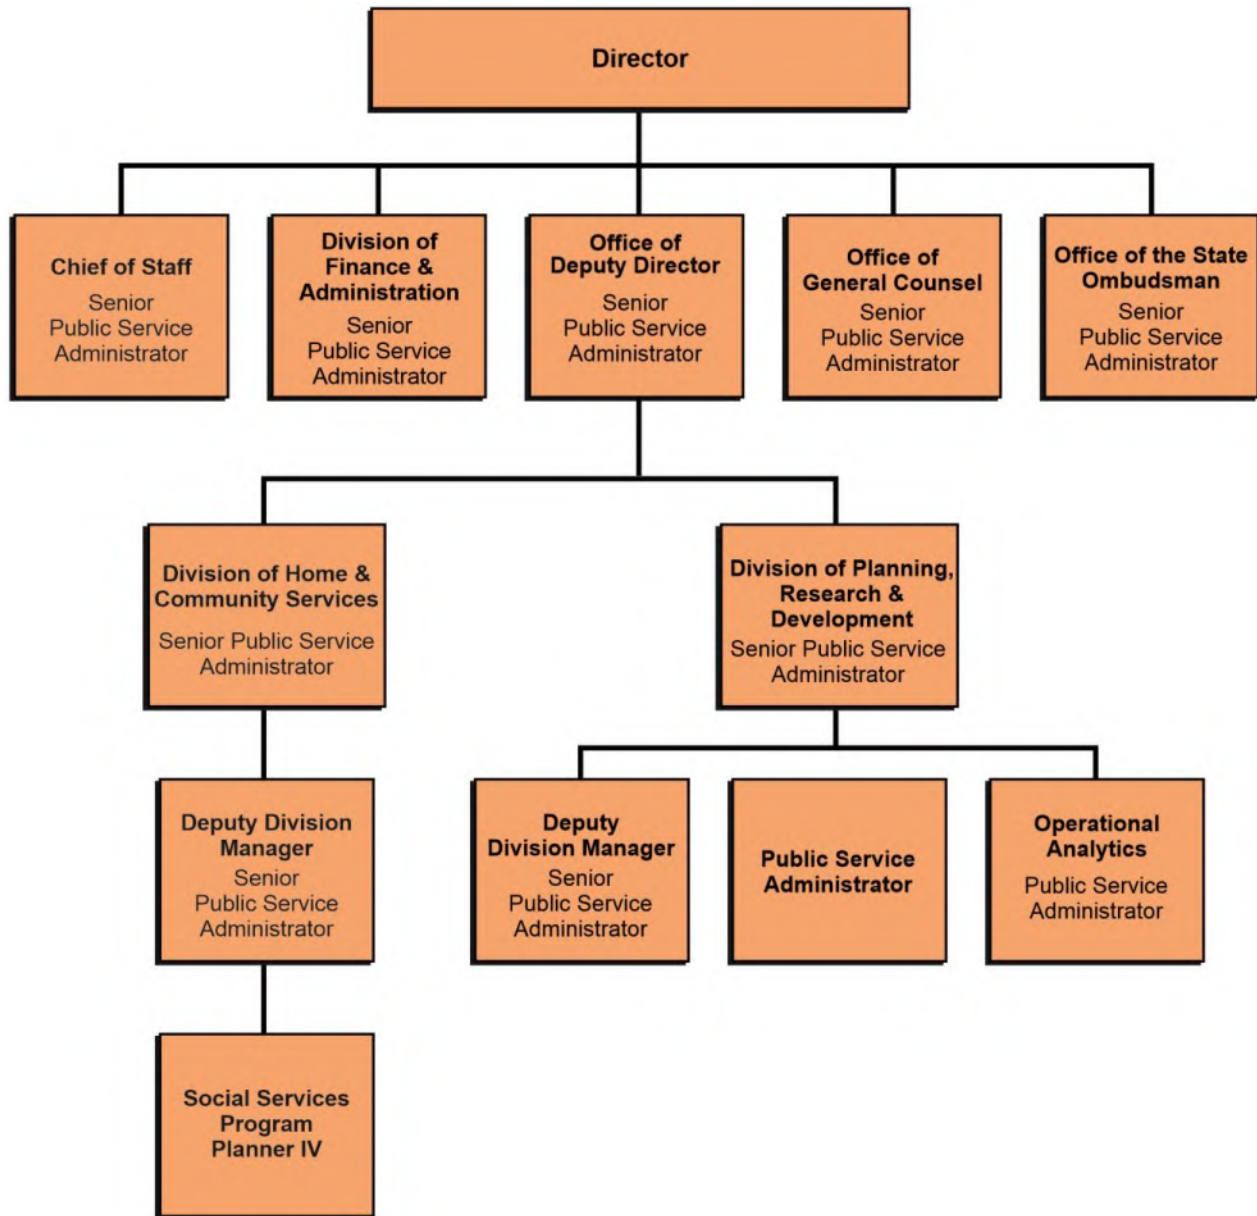 Director
Chief of Staff
Senior
Public Service
Administrator
Division of
Finance &
Administration
Senior
Public Service
Administrator
Office of
Deputy Director
Senior
Public Service
Administrator
Office of
General Counsel
Senior
Public Service
Administrator
Office of the State
Ombudsman
Senior
Public Service
Administrator
Division of Home &
Community Services
Senior Public Service
Administrator
Division of Planning,
Research &
Development
Senior Public Service
Administrator
Deputy Division
Manager
Senior
Public Service
Administrator
Deputy
Division Manager
Senior
Public Service
Administrator
Public Service
Administrator
Operational
Analytics
Public Service
Administrator
Social Services
Program
Planner IV